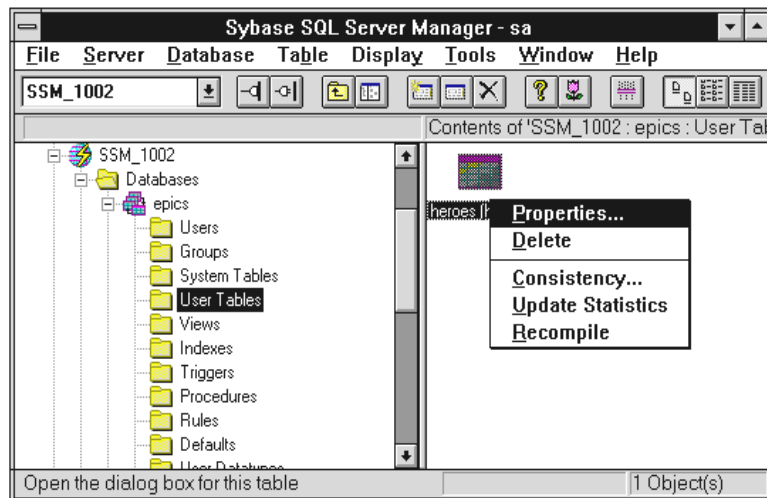 Sybase SQL Server Manager - sa
File Server Database Table Display Tools Window Help
SSM_1002
Contents of 'SSM_1002 : epics : User Tab
SSM_1002
Databases
epics
Users
Groups
System Tables
User Tables
Views
Indexes
Triggers
Procedures
Rules
Defaults
User Datatypes
heroes (h
Properties...
Delete
Consistency...
Update Statistics
Recompile
Open the dialog box for this table
1 Object(s)